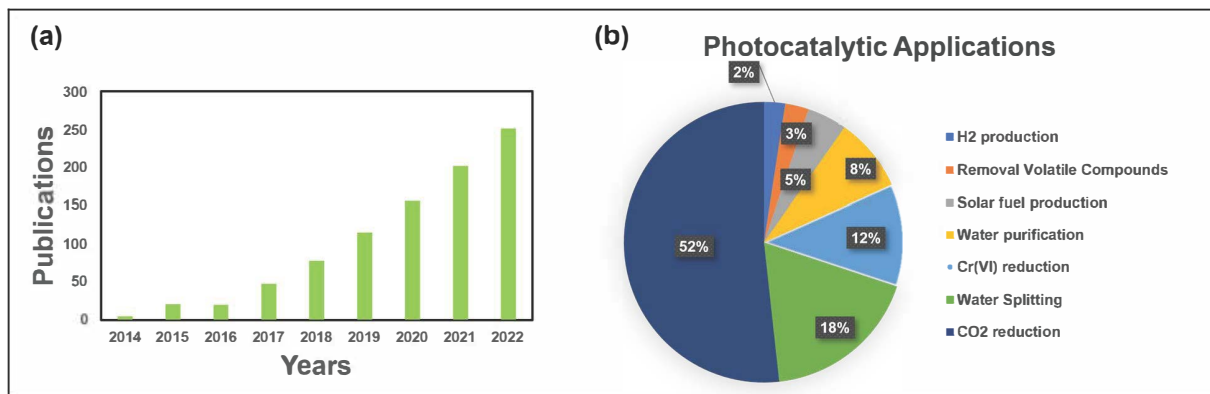 (a)
Publications
300
250
200
150
100
50
0
2014 2015 2016 2017 2018 2019 2020 2021 2022
Years
(b)
Photocatalytic Applications
2%
3%
5%
8%
12%
18%
52%
H2 production
Removal Volatile Compounds
Solar fuel production
Water purification
Cr(VI) reduction
Water Splitting
CO2 reduction